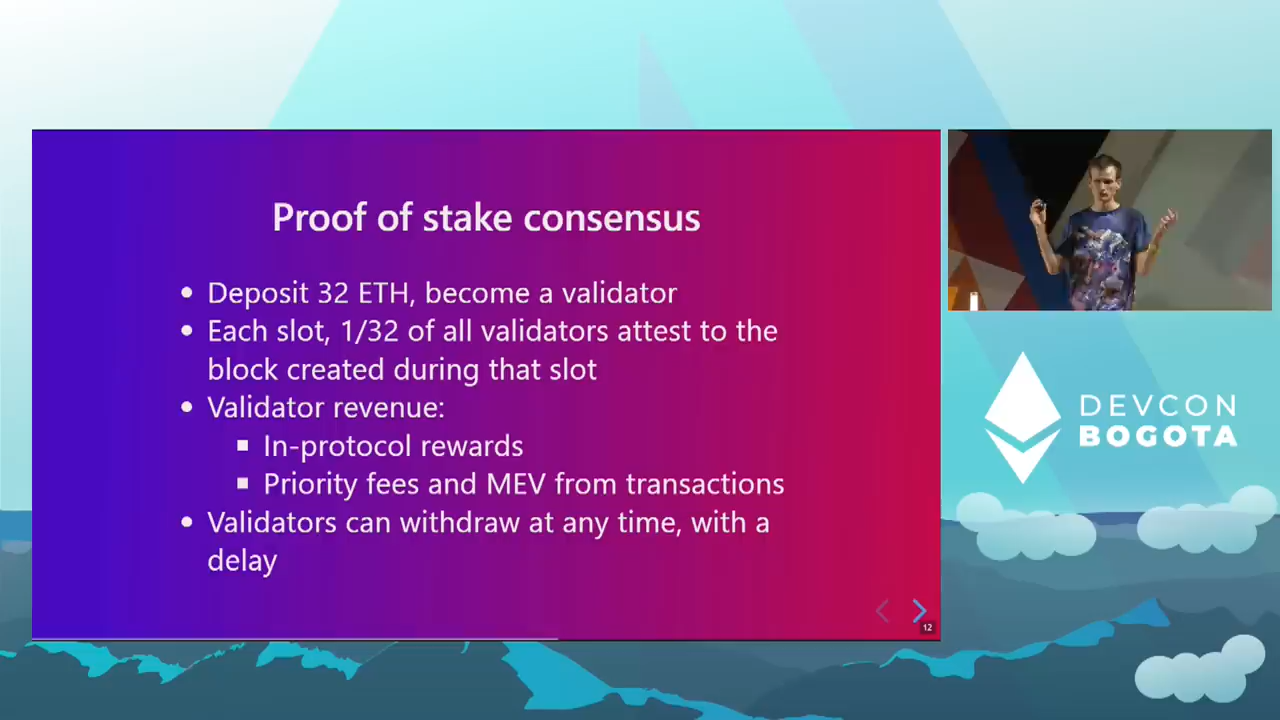 Proof of stake consensus
• Deposit 32 ETH, become a validator
• Each slot, 1/32 of all validators attest to the
block created during that slot
• Validator revenue:
▪ In-protocol rewards
▪ Priority fees and MEV from transactions
• Validators can withdraw at any time, with a
delay
12
DEVCON
BOGOTA